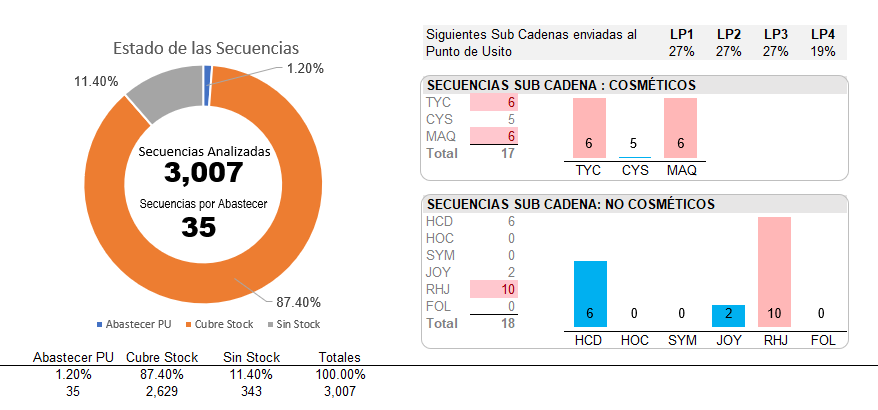 Estado de las Secuencias
1.20%
11.40%
Secuencias Analizadas
3,007
Secuencias por Abastecer
35
87.40%
Abastecer PU Cubre Stock Sin Stock
Abastecer PU Cubre Stock Sin Stock Totales
1.20% 87.40% 11.40% 100.00%
35 2,629 343 3,007
Siguientes Sub Cadenas enviadas al LP1 LP2 LP3 LP4
Punto de Usito 27% 27% 27% 19%
SECUENCIAS SUB CADENA : COSMÉTICOS
TYC 6
CYS 5
MAQ 6
Total 17
6 5 6
TYC CYS MAQ
SECUENCIAS SUB CADENA: NO COSMÉTICOS
HCD 6
HOC 0
SYM 0
JOY 2
RHJ 10
FOL 0
Total 18
6 0 0 2 10 0
HCD HOC SYM JOY RHJ FOL